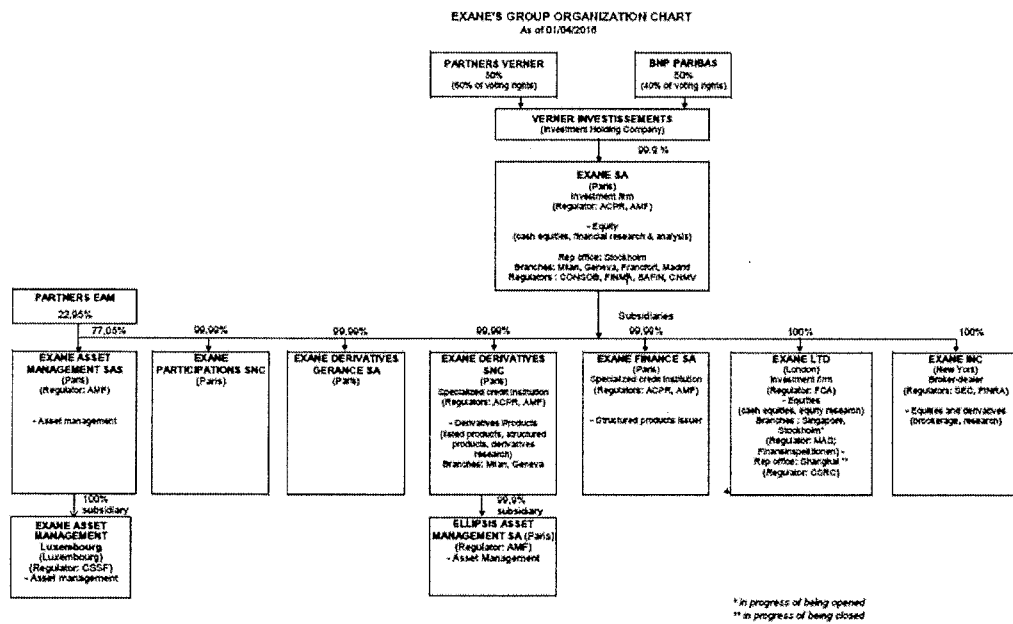 EXANE'S GROUP ORGANIZATION CHART
As of 01/04/2016
PARTNERS VERNER
50%
(60% of voting rights)
BNP PARIBAS
50%
(40% of voting rights)
VERNER INVESTISSEMENTS
(Investment Holding Company)
99.9 %
EXANE SA
(Paris)
Investment firm
(Regulator: ACPR, AMF)
- Equity
(cash equities, financial research & analysis)
Rep office: Stockholm
Branches: Milan, Geneva, Francfort, Madrid
Regulators : CONSOB, FINMA, BAFIN, CNMV
PARTNERS EAM
22,95%
Subsidiaries
77,05%
99,99%
99,99%
99,99%
99,99%
100%
100%
EXANE ASSET
MANAGEMENT SAS
(Paris)
(Regulator: AMF)
- Asset management
EXANE
PARTICIPATIONS SNC
(Paris)
EXANE DERIVATIVES
GERANCE SA
(Paris)
EXANE DERIVATIVES
SNC
(Paris)
Specialized credit institution
(Regulators: ACPR, AMF)
- Derivatives Products
(listed products, structured
products, derivatives
research)
Branches: Milan, Geneva
EXANE FINANCE SA
(Paris)
Specialized credit institution
(Regulators: ACPR, AMF)
- Structured products issuer
EXANE LTD
(London)
Investment firm
(Regulator: FCA)
- Equities
(cash equities, equity research)
Branches : Singapore,
Stockholm*
(Regulator: MAS;
Finansinspektionen) -
Rep office: Shanghai **
(Regulator: CSRC)
EXANE INC
(New York)
Broker-dealer
(Regulators: SEC, FINRA)
- Equities and derivatives
(brokerage, research)
100%
subsidiary
99,9%
subsidiary
EXANE ASSET
MANAGEMENT
Luxembourg
(Luxembourg)
(Regulator: CSSF)
- Asset management
ELLIPSIS ASSET
MANAGEMENT SA (Paris)
(Regulator: AMF)
- Asset Management
* in progress of being opened
** in progress of being closed